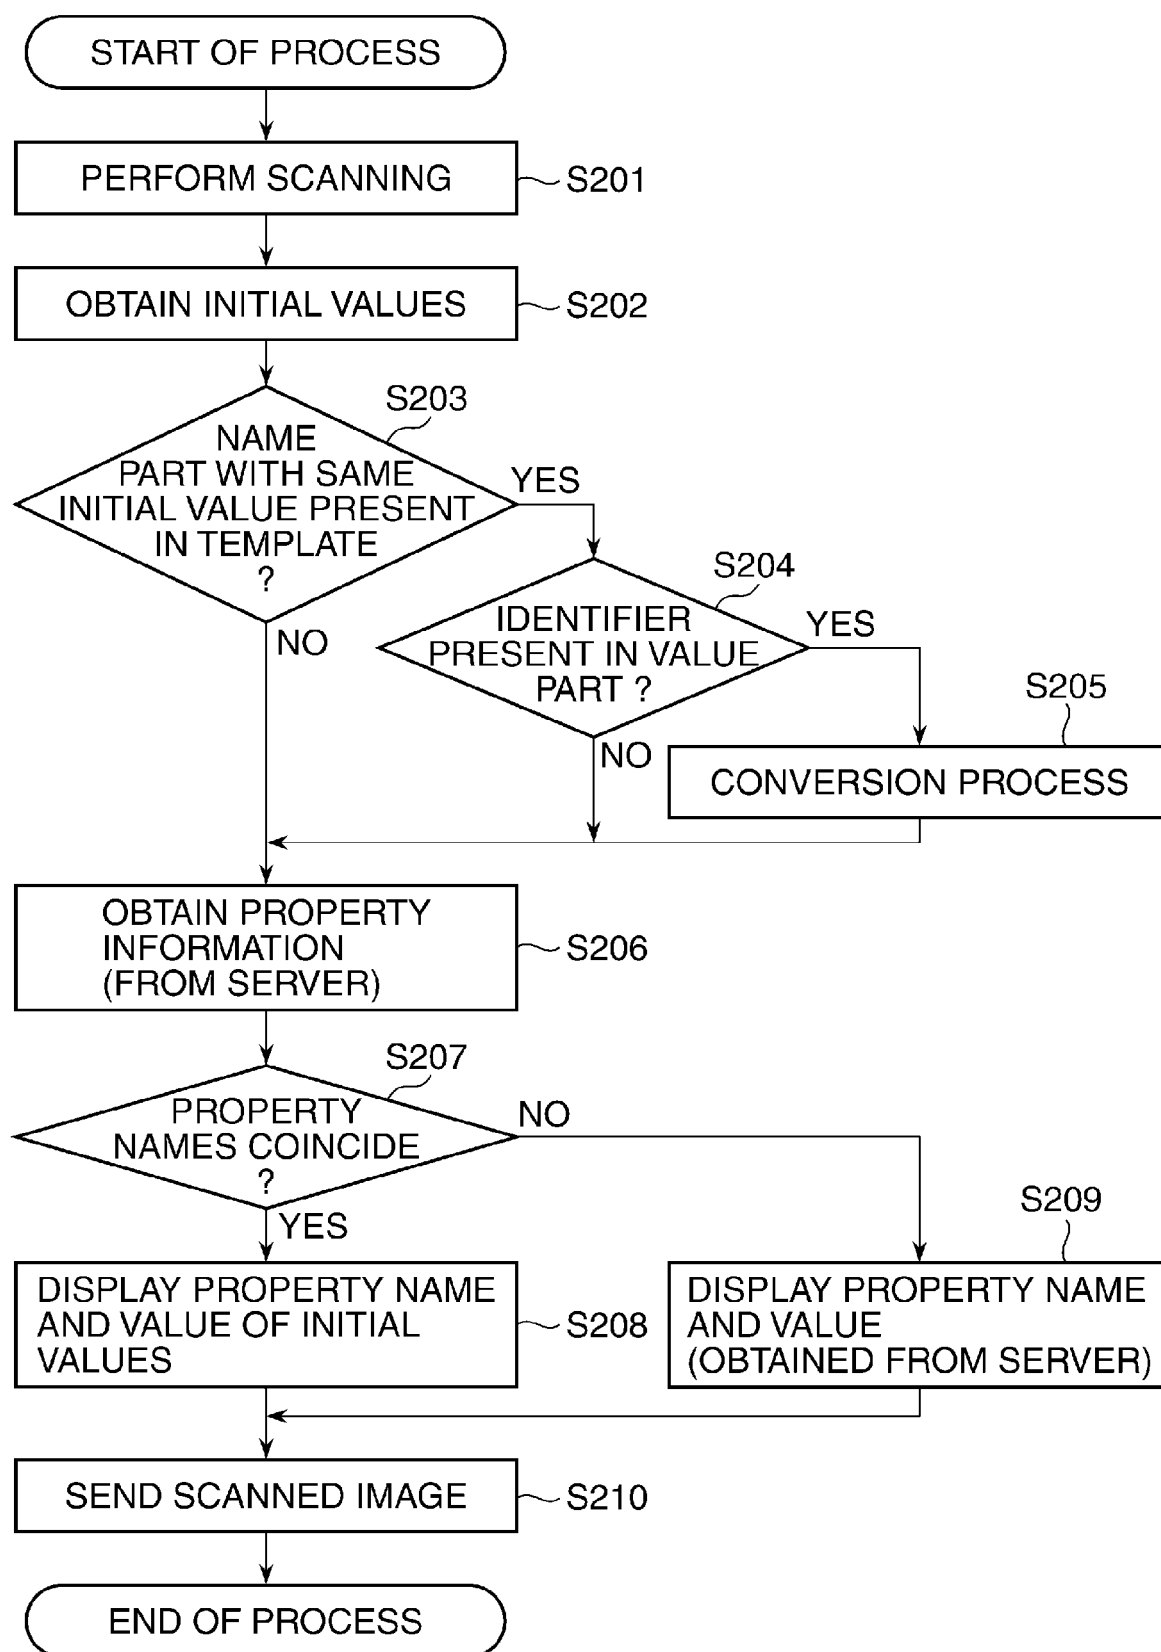 START OF PROCESS
PERFORM SCANNING
S201
OBTAIN INITIAL VALUES
S202
S203
NAME
PART WITH SAME
INITIAL VALUE PRESENT
IN TEMPLATE
?
YES
NO
S204
IDENTIFIER
PRESENT IN VALUE
PART ?
YES
NO
S205
CONVERSION PROCESS
OBTAIN PROPERTY
INFORMATION
(FROM SERVER)
S206
S207
PROPERTY
NAMES COINCIDE
?
NO
YES
DISPLAY PROPERTY NAME
AND VALUE OF INITIAL
VALUES
S208
S209
DISPLAY PROPERTY NAME
AND VALUE
(OBTAINED FROM SERVER)
SEND SCANNED IMAGE
S210
END OF PROCESS